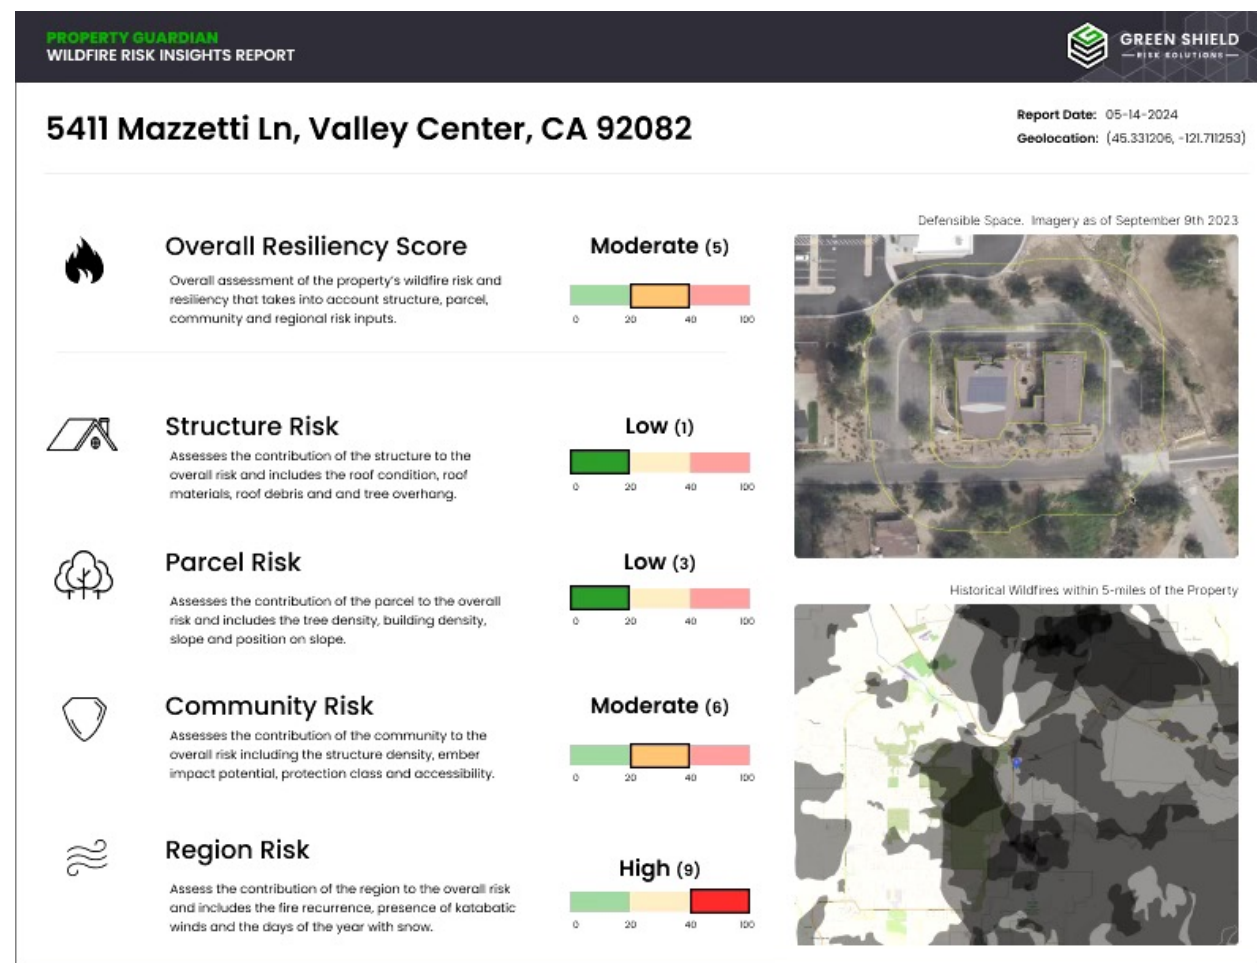 PROPERTY GUARDIAN
WILDFIRE RISK INSIGHTS REPORT
GREEN SHIELD
RISK SOLUTIONS
5411 Mazzetti Ln, Valley Center, CA 92082
Report Date: 05-14-2024
Geolocation: (45.331206, -121.711253)
Overall Resiliency Score
Overall assessment of the property's wildfire risk and
resiliency that takes into account structure, parcel,
community and regional risk inputs.
Moderate (5)
0 20 40 100
Structure Risk
Assesses the contribution of the structure to the
overall risk and includes the roof condition, roof
materials, roof debris and and tree overhang.
Low (1)
0 20 40 100
Parcel Risk
Assesses the contribution of the parcel to the overall
risk and includes the tree density, building density,
slope and position on slope.
Low (3)
0 20 40 100
Community Risk
Assesses the contribution of the community to the
overall risk including the structure density, ember
impact potential, protection class and accessibility.
Moderate (6)
0 20 40 100
Region Risk
Assess the contribution of the region to the overall risk
and includes the fire recurrence, presence of katabatic
winds and the days of the year with snow.
High (9)
0 20 40 100
Defensible Space. Imagery as of September 9th 2023
Historical Wildfires within 5-miles of the Property